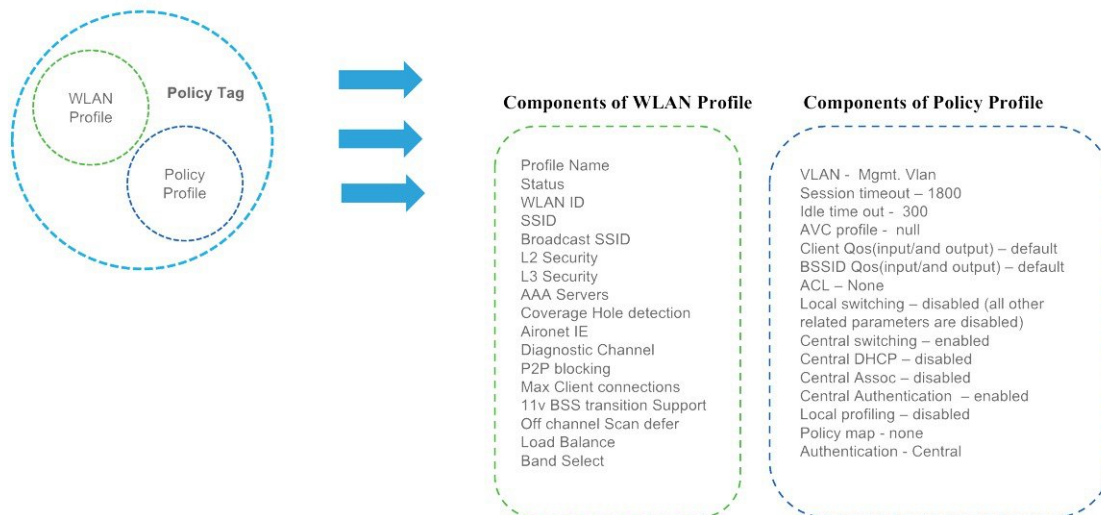 WLAN
Profile
Policy Tag
Policy
Profile
Components of WLAN Profile
Profile Name
Status
WLAN ID
SSID
Broadcast SSID
L2 Security
L3 Security
AAA Servers
Coverage Hole detection
Aironet IE
Diagnostic Channel
P2P blocking
Max Client connections
11v BSS transition Support
Off channel Scan defer
Load Balance
Band Select
Components of Policy Profile
VLAN - Mgmt. Vlan
Session timeout – 1800
Idle time out - 300
AVC profile - null
Client Qos(input/and output) – default
BSSID Qos(input/and output) – default
ACL – None
Local switching – disabled (all other
related parameters are disabled)
Central switching – enabled
Central DHCP – disabled
Central Assoc – disabled
Central Authentication – enabled
Local profiling – disabled
Policy map - none
Authentication - Central